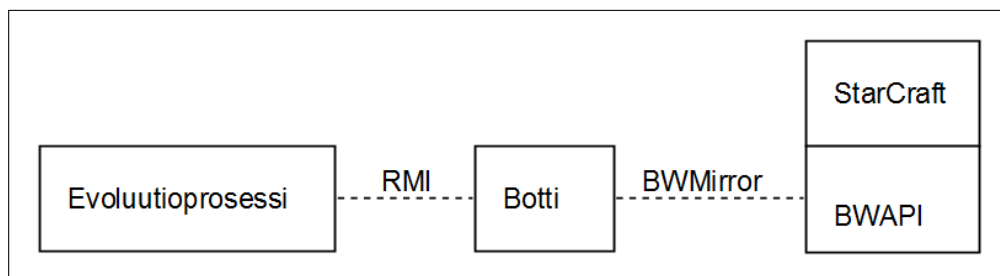 StarCraft
Evoluutioprosessi
RMI
Botti
BWMirror
BWAPI